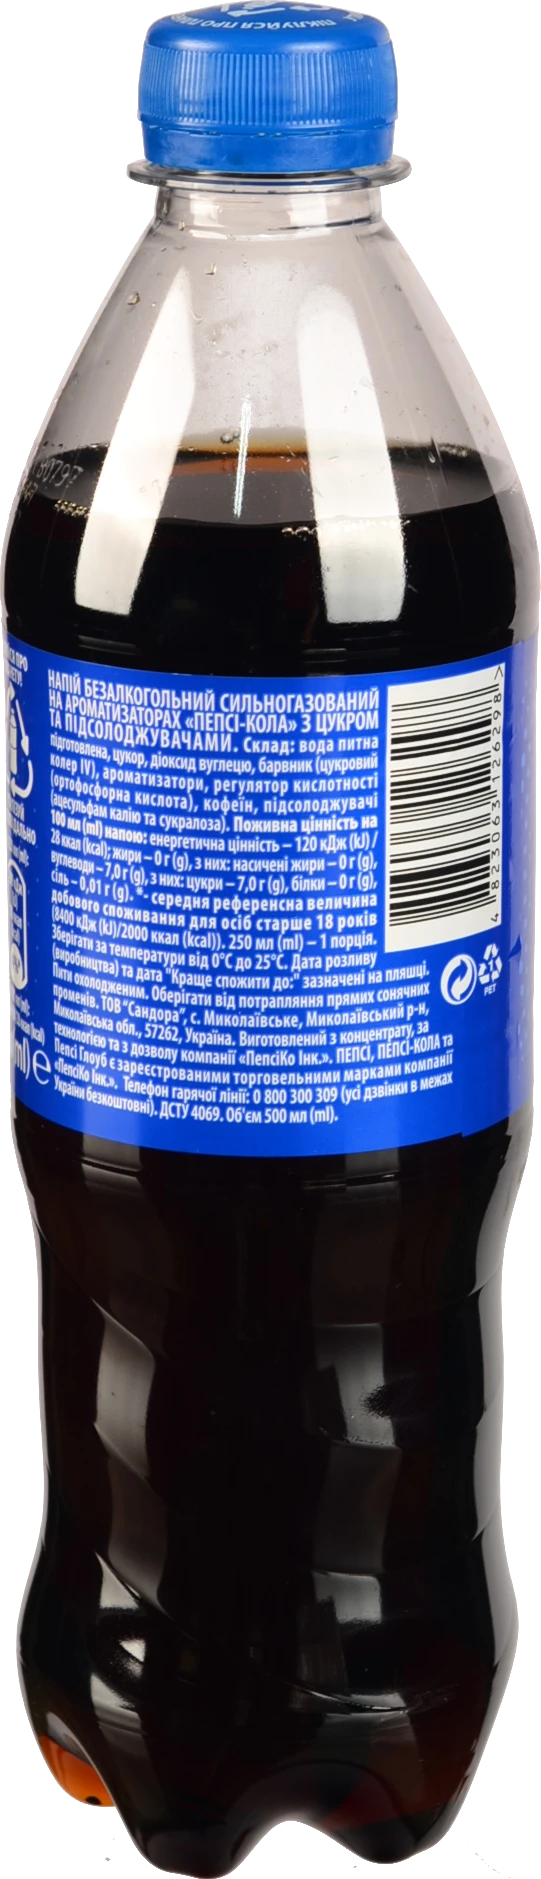 ПІКЛУЙСЯ ПРО
НАПІЙ БЕЗАЛКОГОЛЬНИЙ СИЛЬНОГАЗОВАНИЙ
НА АРОМАТИЗАТОРАХ «ПЕПСІ-КОЛА» З ЦУКРОМ
ТА ПІДСОЛОДЖУВАЧАМИ. Склад: вода питна
підготовлена, цукор, діоксид вуглецю, барвник (цукровий
колер IV), ароматизатори, регулятор кислотності
(ортофосфорна кислота), кофеїн, підсолоджувачі
(ацесульфам калію та сукралоза). Поживна цінність на
100 мл (ml) напою: енергетична цінність – 120 кДж (kJ) /
28 ккал (kcal); жири – 0 г (g), з них: насичені жири – 0 г (g),
вуглеводи – 7,0 г (g), з них: цукри – 7,0 г (g), білки – 0 г (g),
сіль – 0,01 г (g). *- середня референсна величина
добового споживання для осіб старше 18 років
(8400 кДж (kJ)/2000 ккал (kcal)). 250 мл (ml) – 1 порція.
Зберігати за температури від 0°С до 25°С. Дата розливу
(виробництва) та дата "Краще спожити до:" зазначені на пляшці.
Пити охолодженим. Оберігати від потрапляння прямих сонячних
променів. ТОВ "Сандора", с. Миколаївське, Миколаївський р-н,
Миколаївська обл., 57262, Україна. Виготовлений з концентрату, за
технологією та з дозволу компанії «ПепсіКо Інк.». ПЕПСІ, ПЕПСІ-КОЛА та
Пепсі Глоуб є зареєстрованими торговельними марками компанії
«ПепсіКо Інк.». Телефон гарячої лінії: 0 800 300 309 (усі дзвінки в межах
України безкоштовні). ДСТУ 4069. Об'єм 500 мл (ml).
4 823063 126298 >
PET